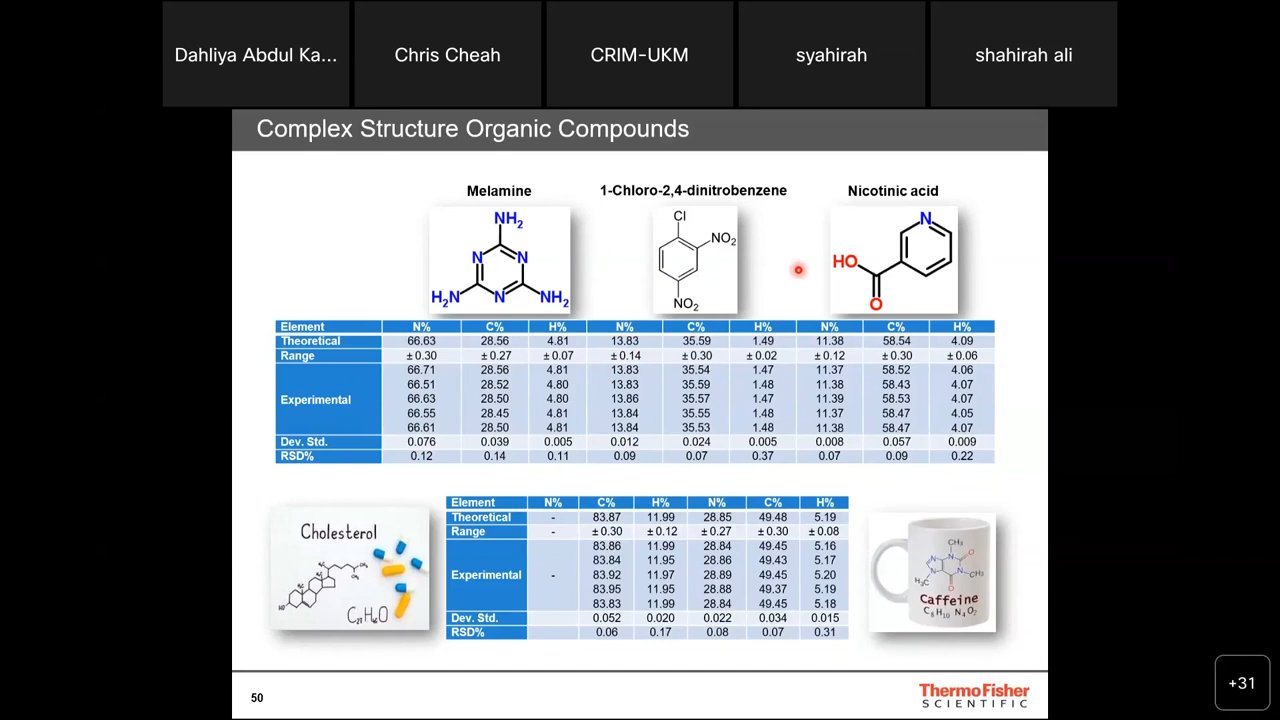 Dahliya Abdul Ka...
Chris Cheah
CRIM-UKM
syahirah
shahirah ali
Complex Structure Organic Compounds
Melamine
1-Chloro-2,4-dinitrobenzene
Nicotinic acid
NH2
N
N
N
H2N
NH2
Cl
NO2
NO2
N
HO
O
Element N% C% H% N% C% H% N% C% H%
Theoretical 66.63 28.56 4.81 13.83 35.59 1.49 11.38 58.54 4.09
Range ± 0.30 ± 0.27 ± 0.07 ± 0.14 ± 0.30 ± 0.02 ± 0.12 ± 0.30 ± 0.06
Experimental
66.71 28.56 4.81 13.83 35.54 1.47 11.37 58.52 4.06
66.51 28.52 4.80 13.83 35.59 1.48 11.38 58.43 4.07
66.63 28.50 4.80 13.86 35.57 1.47 11.39 58.53 4.07
66.55 28.45 4.81 13.84 35.55 1.48 11.37 58.47 4.05
66.61 28.50 4.81 13.84 35.53 1.48 11.38 58.47 4.07
Dev. Std. 0.076 0.039 0.005 0.012 0.024 0.005 0.008 0.057 0.009
RSD% 0.12 0.14 0.11 0.09 0.07 0.37 0.07 0.09 0.22
Cholesterol
HO
Element N% C% H% N% C% H%
Theoretical - 83.87 11.99 28.85 49.48 5.19
Range - ± 0.30 ± 0.12 ± 0.27 ± 0.30 ± 0.08
Experimental -
83.86 11.99 28.84 49.45 5.16
83.84 11.95 28.86 49.43 5.17
83.92 11.97 28.89 49.45 5.20
83.95 11.95 28.88 49.37 5.19
83.83 11.99 28.84 49.45 5.18
Dev. Std. 0.052 0.020 0.022 0.034 0.015
RSD% 0.06 0.17 0.08 0.07 0.31
CH3
O
N
N
N
N
CH3
H3C
O
Caffeine
C8H10 N4O2
50
ThermoFisher
SCIENTIFIC
+31